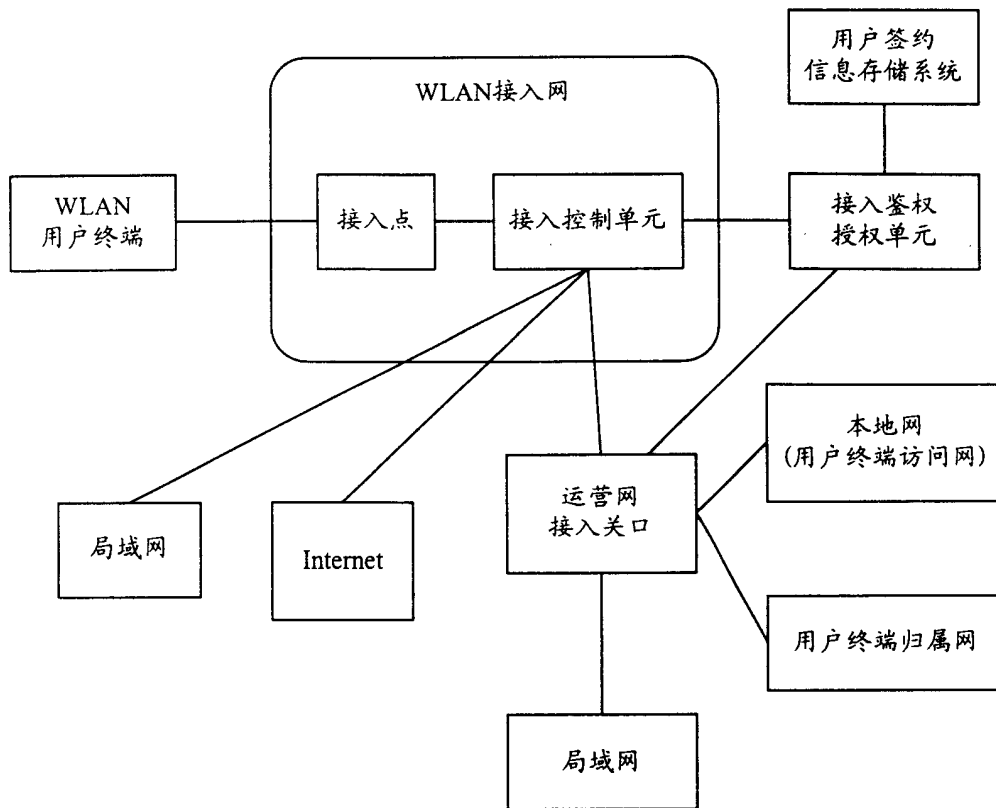 用户签约
信息存储系统
WLAN接入网
WLAN
用户终端
接入点
接入控制单元
接入鉴权
授权单元
本地网
(用户终端访问网)
运营网
接入关口
局域网
Internet
用户终端归属网
局域网